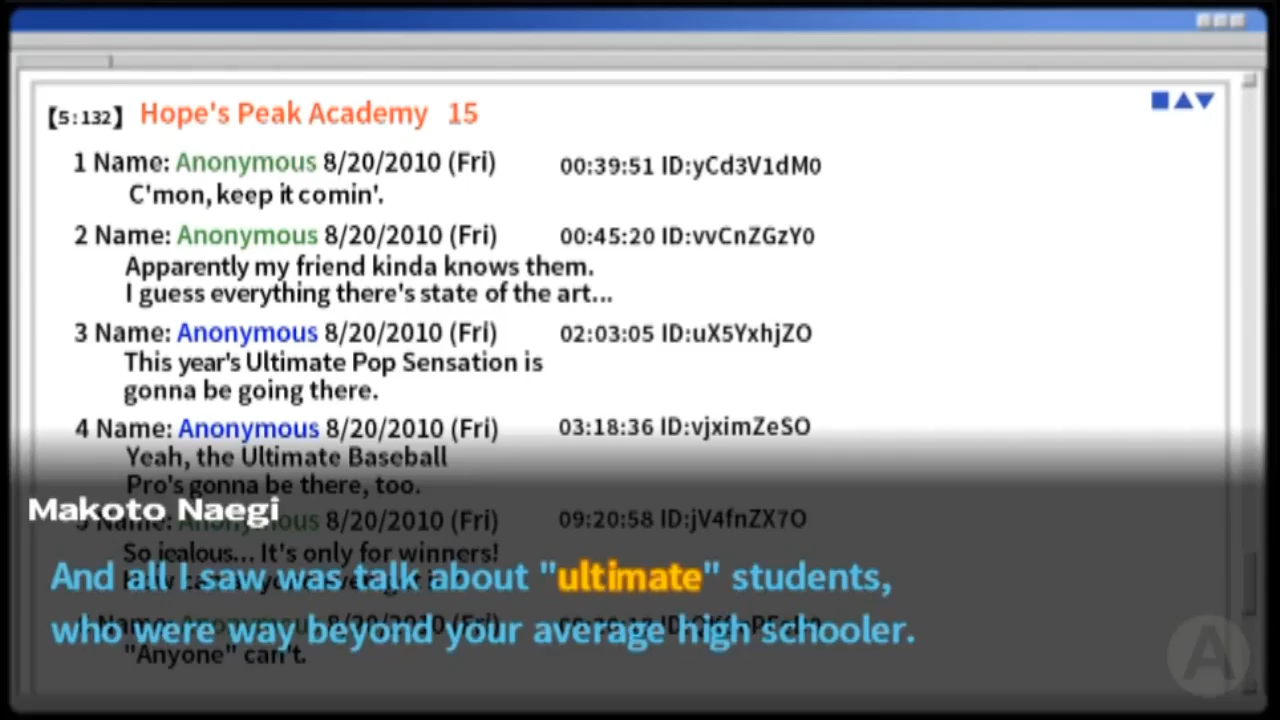 【5:132】 Hope's Peak Academy 15
1 Name: Anonymous 8/20/2010 (Fri) 00:39:51 ID:yCd3V1dM0
C'mon, keep it comin'.
2 Name: Anonymous 8/20/2010 (Fri) 00:45:20 ID:vvCnZGzY0
Apparently my friend kinda knows them.
I guess everything there's state of the art...
3 Name: Anonymous 8/20/2010 (Fri) 02:03:05 ID:uX5YxhjZO
This year's Ultimate Pop Sensation is
gonna be going there.
4 Name: Anonymous 8/20/2010 (Fri) 03:18:36 ID:vjximZeSO
Yeah, the Ultimate Baseball
Pro's gonna be there, too.
5 Name: Anonymous 8/20/2010 (Fri) 09:20:58 ID:jV4fnZX7O
So jealous... It's only for winners!
"Anyone" can't.
Makoto Naegi
And all I saw was talk about "ultimate" students,
who were way beyond your average high schooler.
A